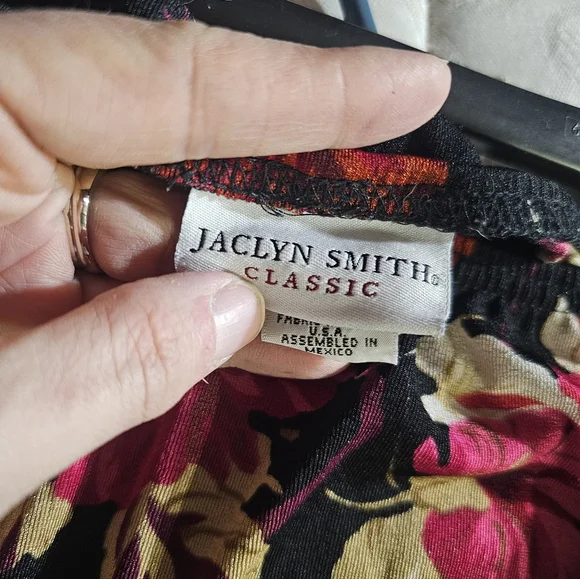 JACLYN SMITH®
CLASSIC
U.S.A.
ASSEMBLED IN
MEXICO